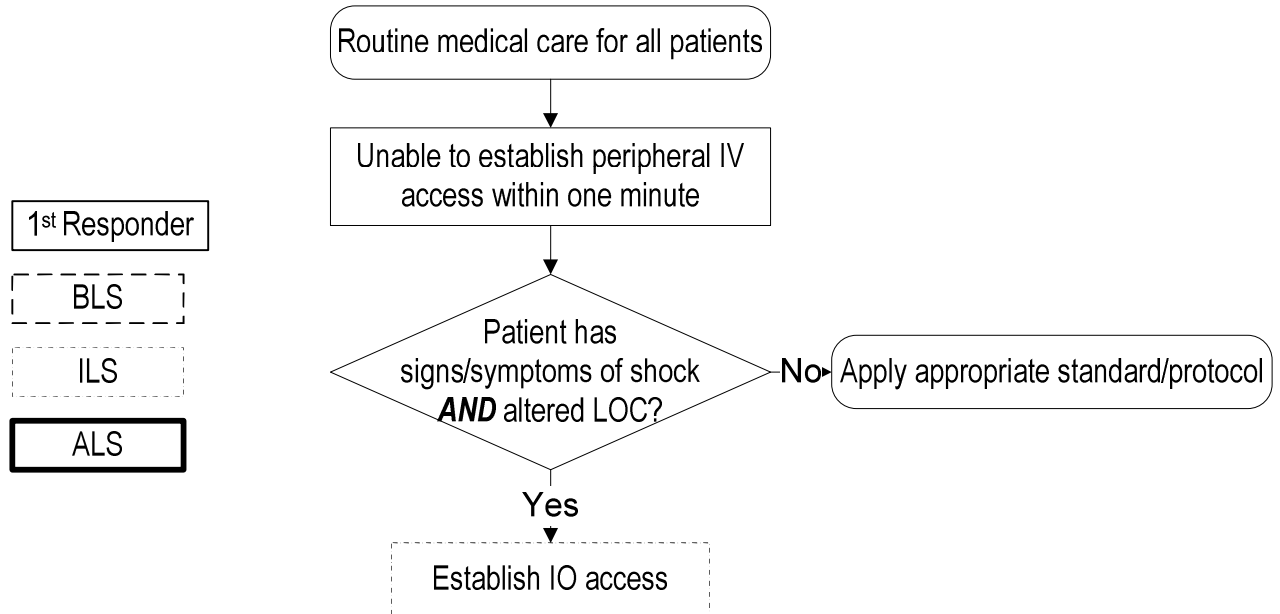 Routine medical care for all patients
Unable to establish peripheral IV
access within one minute
1st Responder
BLS
ILS
ALS
Patient has
signs/symptoms of shock
AND altered LOC?
No
Apply appropriate standard/protocol
Yes
Establish IO access